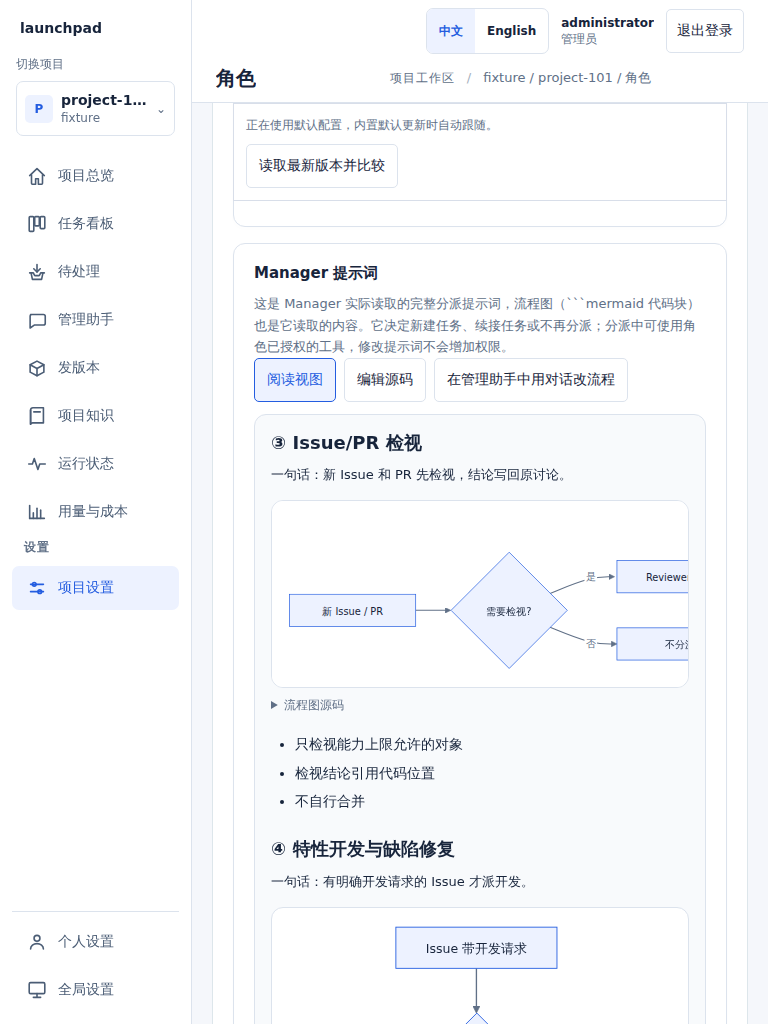 launchpad
切换项目
P
project-1...
fixture
项目总览
任务看板
待处理
管理助手
发版本
项目知识
运行状态
用量与成本
设置
项目设置
个人设置
全局设置
中文
English
administrator
管理员
退出登录
角色
项目工作区 / fixture / project-101 / 角色
正在使用默认配置，内置默认更新时自动跟随。
读取最新版本并比较
Manager 提示词
这是 Manager 实际读取的完整分派提示词，流程图（```mermaid 代码块）
也是它读取的内容。它决定新建任务、续接任务或不再分派；分派中可使用角
色已授权的工具，修改提示词不会增加权限。
阅读视图
编辑源码
在管理助手中用对话改流程
③ Issue/PR 检视
一句话：新 Issue 和 PR 先检视，结论写回原讨论。
新 Issue / PR
需要检视?
是
Reviewer
否
不分
流程图源码
• 只检视能力上限允许的对象
• 检视结论引用代码位置
• 不自行合并
④ 特性开发与缺陷修复
一句话：有明确开发请求的 Issue 才派开发。
Issue 带开发请求